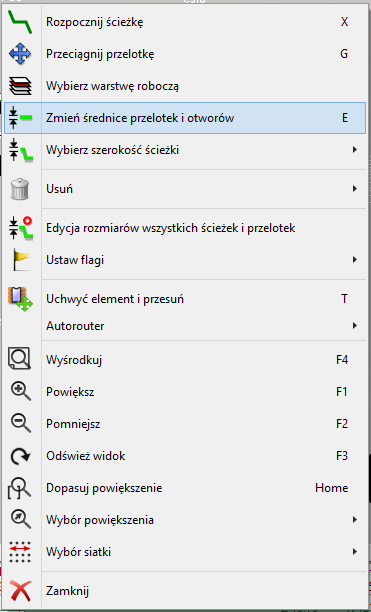 Rozpocznij ścieżkę X
Przeciągnij przelotkę G
Wybierz warstwę roboczą
Zmień średnice przelotek i otworów E
Wybierz szerokość ścieżki
Usuń
Edycja rozmiarów wszystkich ścieżek i przelotek
Ustaw flagi
Uchwyć element i przesuń T
Autorouter
Wyśrodkuj F4
Powiększ F1
Pomniejsz F2
Odśwież widok F3
Dopasuj powiększenie Home
Wybór powiększenia
Wybór siatki
Zamknij